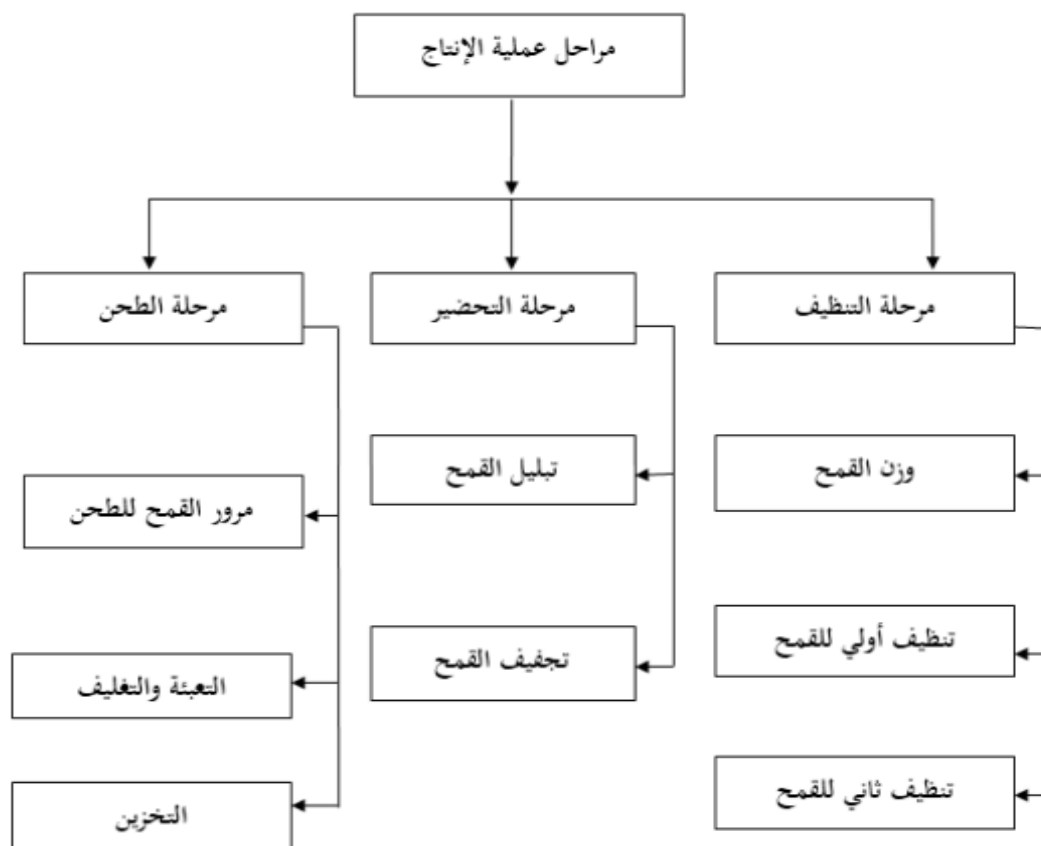 مراحل عملية الإنتاج
مرحلة التنظيف
مرحلة التحضير
مرحلة الطحن
وزن القمح
تبليل القمح
مرور القمح للطحن
تنظيف أولي للقمح
تجفيف القمح
التعبئة والتغليف
تنظيف ثاني للقمح
التخزين